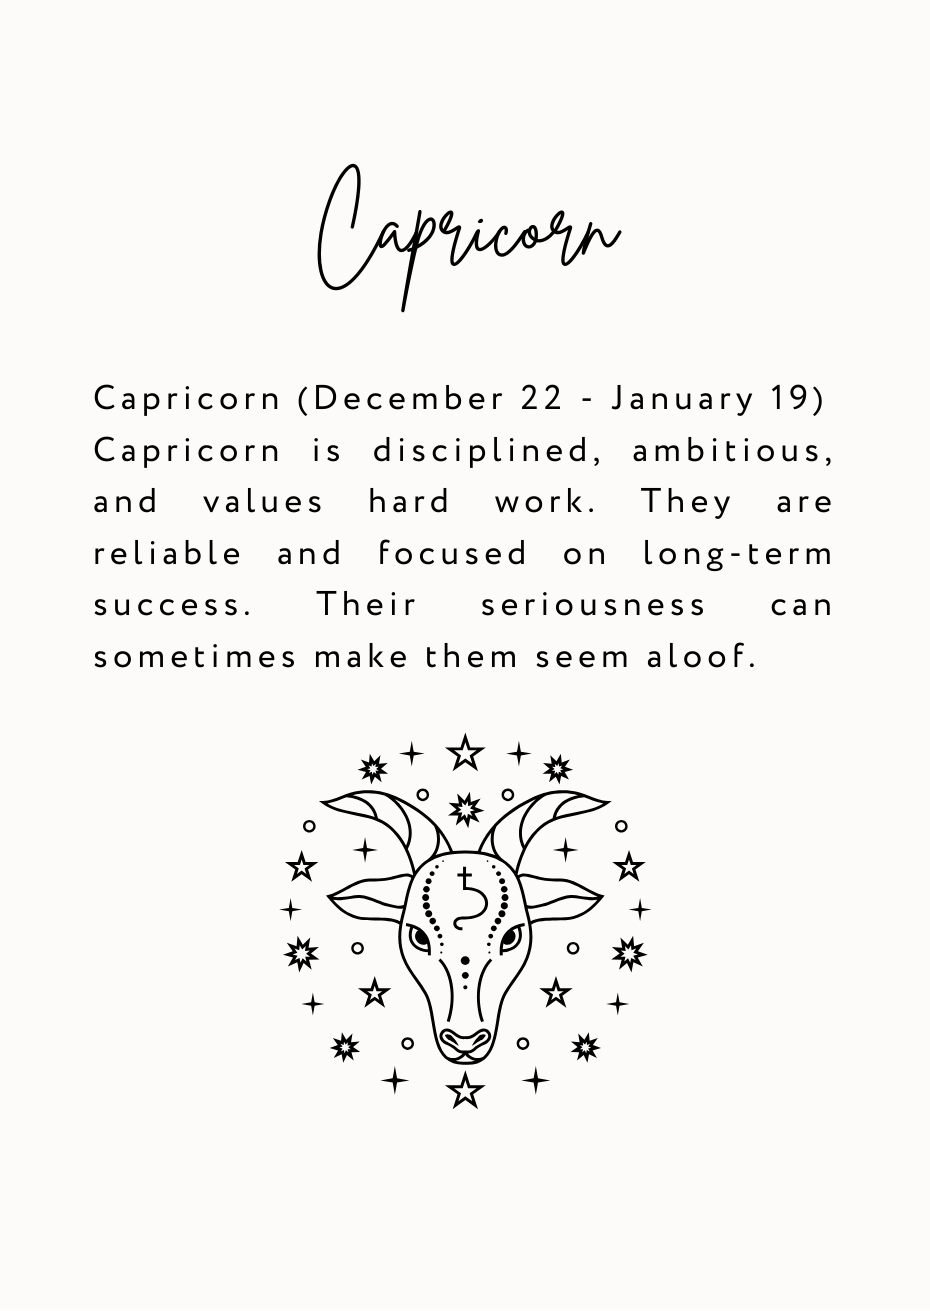 Capricorn
Capricorn (December 22 - January 19)
Capricorn is disciplined, ambitious,
and values hard work. They are
reliable and focused on long-term
success. Their seriousness can
sometimes make them seem aloof.